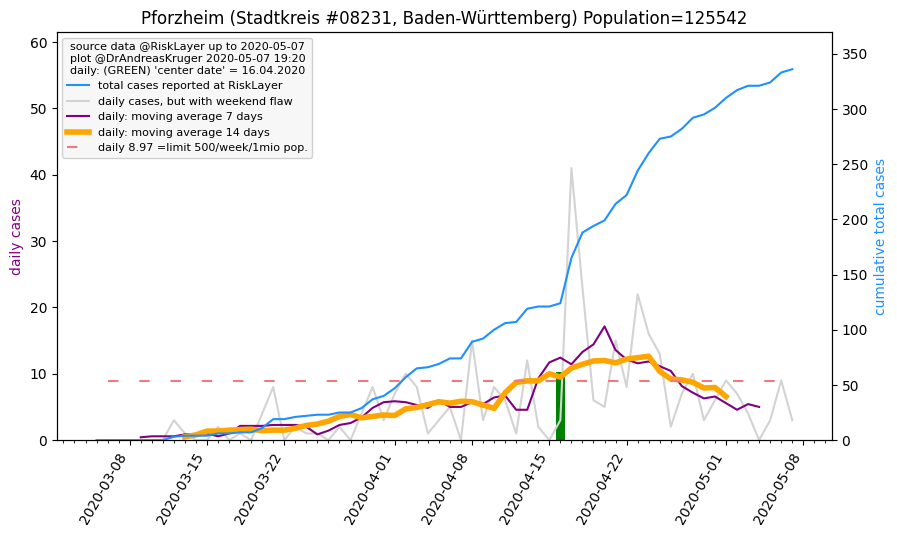 Pforzheim (Stadtkreis #08231, Baden-Württemberg) Population=125542
source data @RiskLayer up to 2020-05-07
plot @DrAndreasKruger 2020-05-07 19:20
daily: (GREEN) 'center date' = 16.04.2020
total cases reported at RiskLayer
daily cases, but with weekend flaw
daily: moving average 7 days
daily: moving average 14 days
daily 8.97 =limit 500/week/1mio pop.
daily cases
60
50
40
30
20
10
0
350
300
250
200
150
100
50
0
cumulative total cases
2020-03-08
2020-03-15
2020-03-22
2020-04-01
2020-04-08
2020-04-15
2020-04-22
2020-05-01
2020-05-08